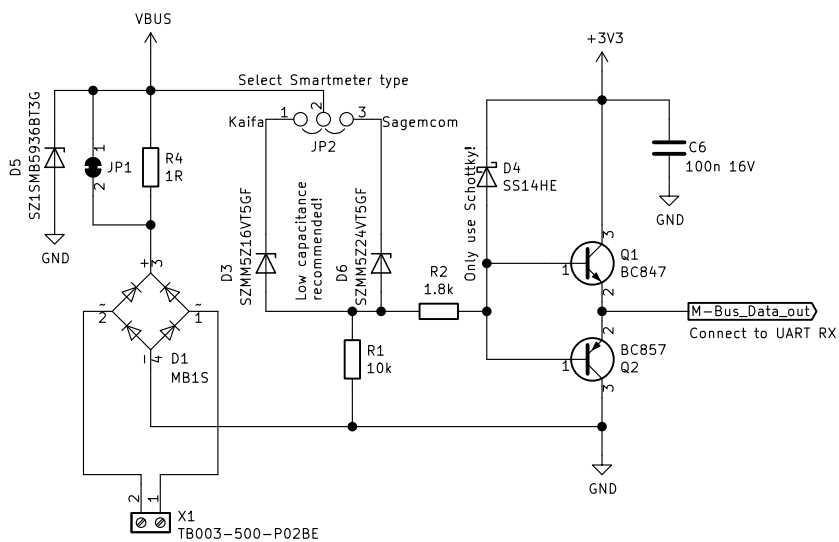 VBUS
+3V3
Select Smartmeter type
1
2
3
Kaifa
Sagecom
JP2
D5
SZ1SMB5936BT3G
1
JP1
2
R4
1R
Only use Schottky!
D4
SS14HE
C6
100n 16V
GND
GND
D3
SZMM5Z16VT5GF
Low capacitance
recommended!
D6
SZMM5Z24VT5GF
R2
1.8k
3
1
Q1
BC847
2
+
3
~
2
~
1
−
4
D1
MB1S
R1
10k
M-Bus_Data_out
Connect to UART RX
2
1
BC857
Q2
3
GND
2
1
X1
TB003-500-P02BE